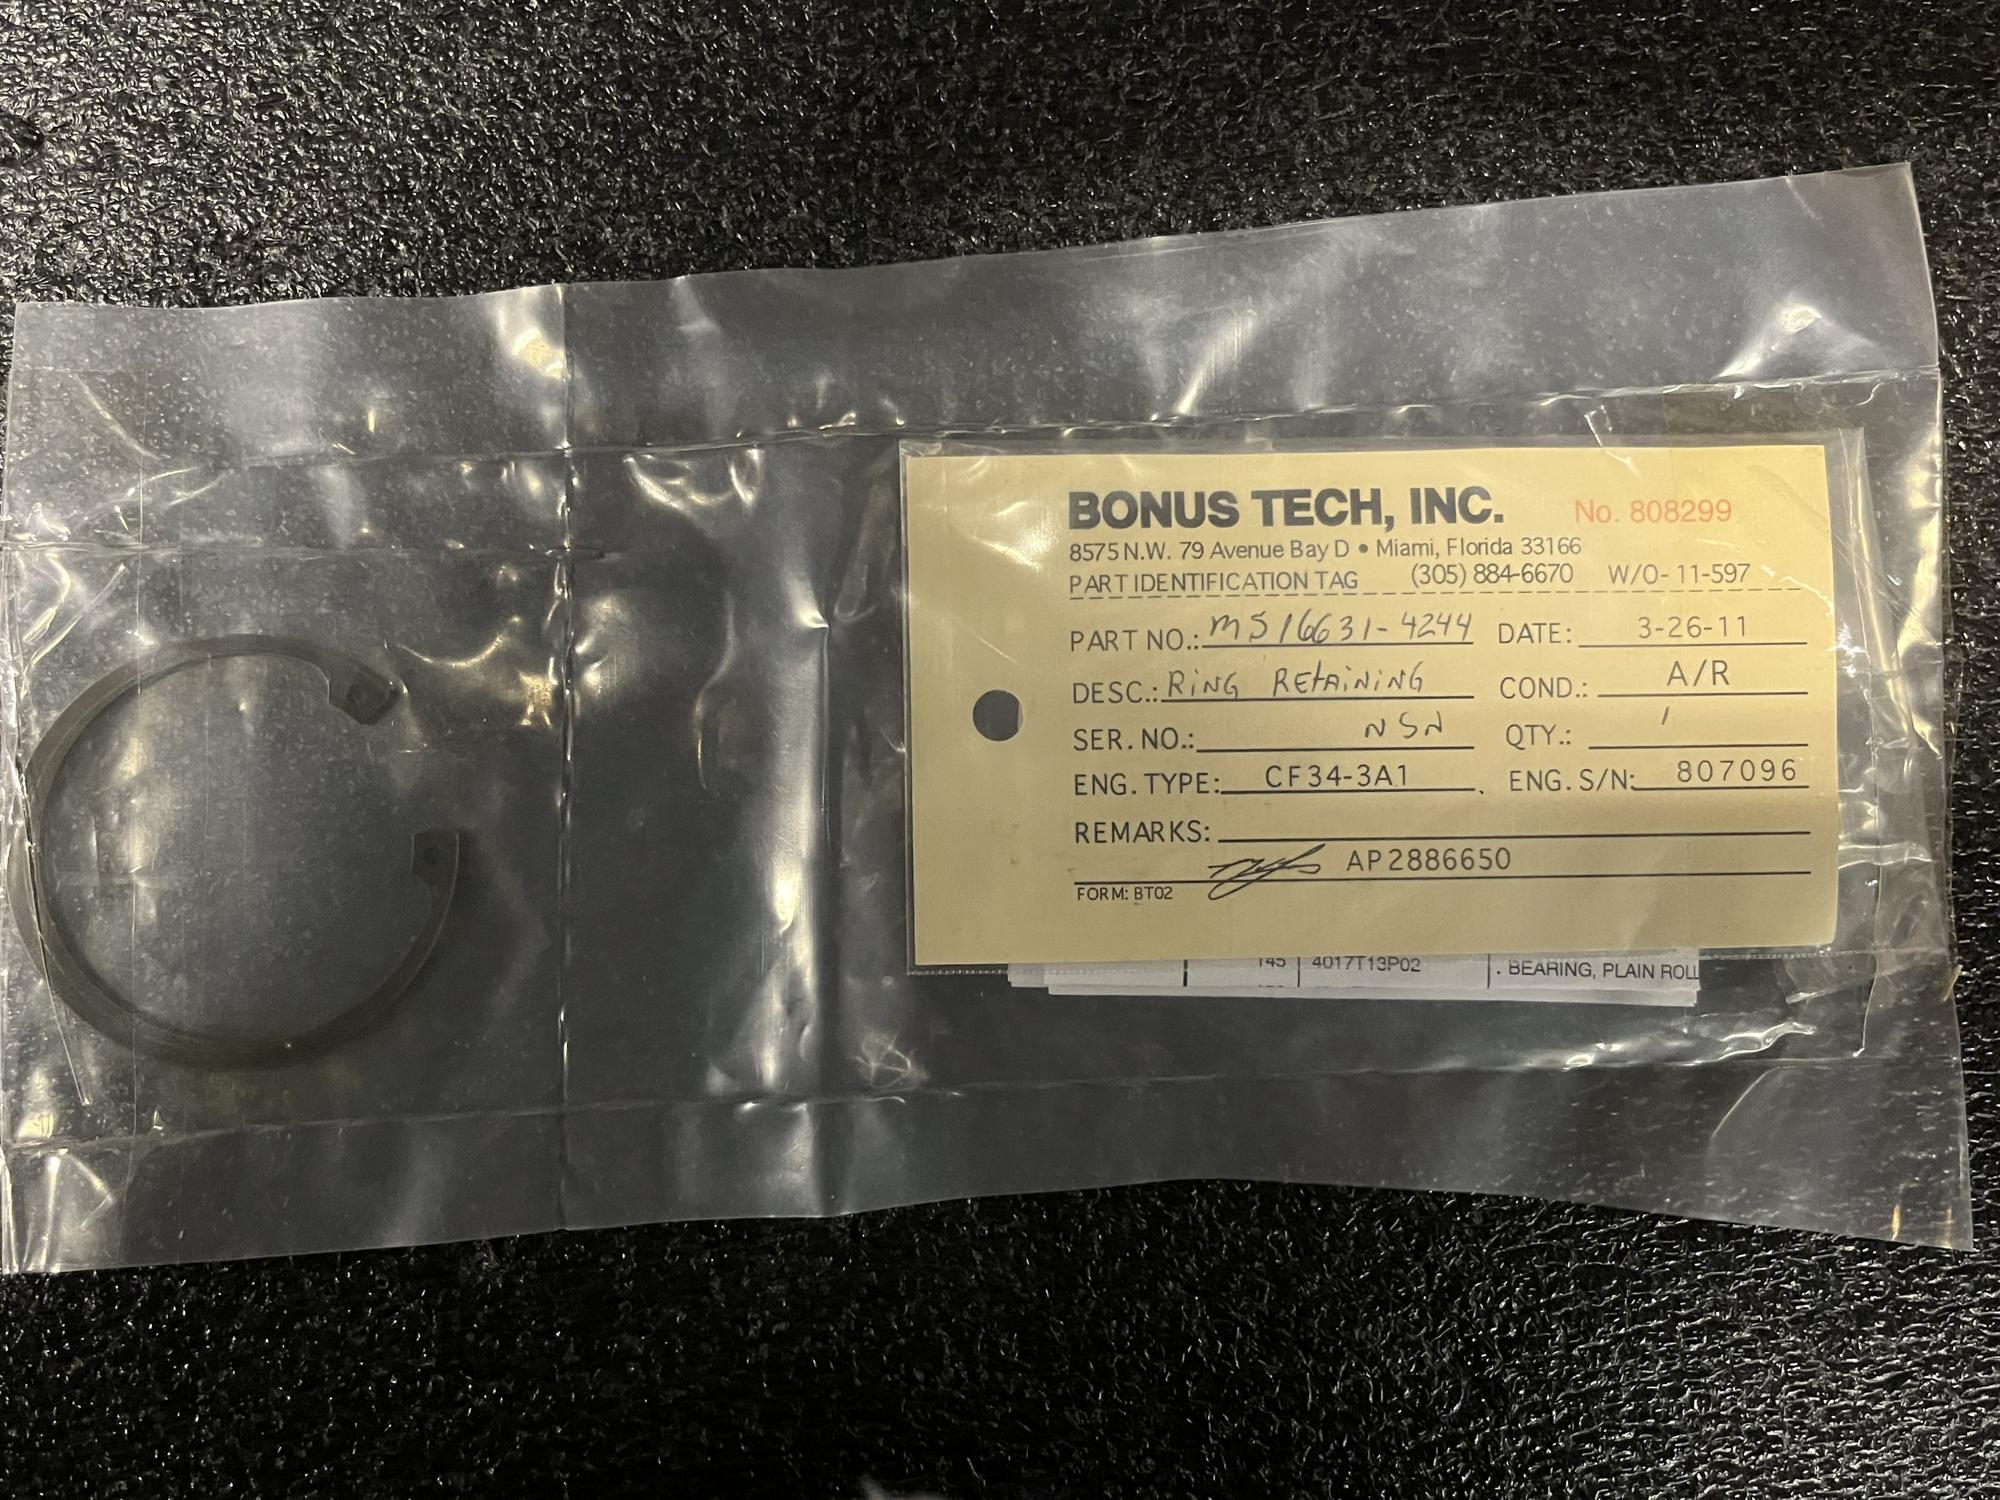 BONUS TECH, INC. No. 808299
8575 N.W. 79 Avenue Bay D • Miami, Florida 33166
PART IDENTIFICATION TAG (305) 884-6670 W/O- 11-597
PART NO.: MS16631-4244 DATE: 3-26-11
DESC.: RING RETAINING COND.: A/R
SER. NO.: NSN QTY.: 1
ENG. TYPE: CF34-3A1. ENG. S/N: 807096
REMARKS:
AP2886650
FORM: BT02
145 4017T13P02 . BEARING, PLAIN ROLL